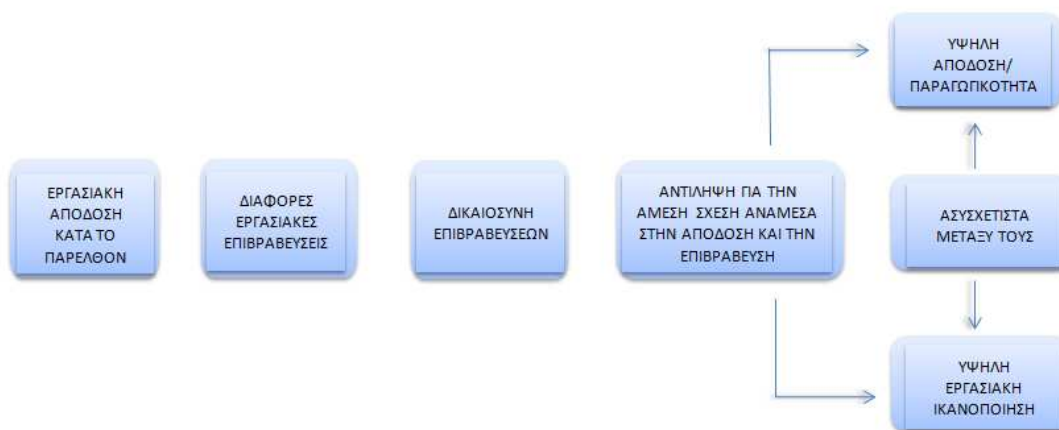 ΕΡΓΑΣΙΑΚΗ
ΑΠΟΔΟΣΗ
ΚΑΤΑ ΤΟ
ΠΑΡΕΛΘΟΝ
ΔΙΑΦΟΡΕΣ
ΕΡΓΑΣΙΑΚΕΣ
ΕΠΙΒΡΑΒΕΥΣΕΙΣ
ΔΙΚΑΙΟΣΥΝΗ
ΕΠΙΒΡΑΒΕΥΣΕΩΝ
ΑΝΤΙΛΗΨΗ ΓΙΑ ΤΗΝ
ΑΜΕΣΗ ΣΧΕΣΗ ΑΝΑΜΕΣΑ
ΣΤΗΝ ΑΠΟΔΟΣΗ ΚΑΙ ΤΗΝ
ΕΠΙΒΡΑΒΕΥΣΗ
ΥΨΗΛΗ
ΑΠΟΔΟΣΗ/
ΠΑΡΑΓΩΓΙΚΟΤΗΤΑ
ΑΣΥΣΧΕΤΙΣΤΑ
ΜΕΤΑΞΥ ΤΟΥΣ
ΥΨΗΛΗ
ΕΡΓΑΣΙΑΚΗ
ΙΚΑΝΟΠΟΙΗΣΗ